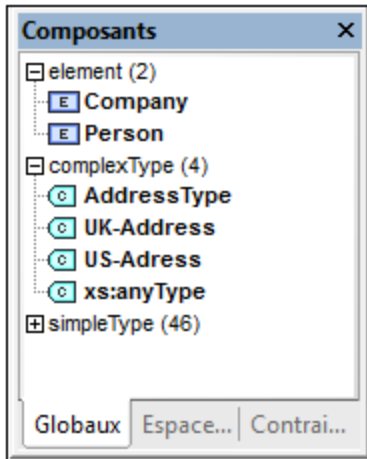 Composants
element (2)
E Company
E Person
complexType (4)
C AddressType
C UK-Address
C US-Adress
C xs:anyType
simpleType (46)
Globaux Espace... Contrai...